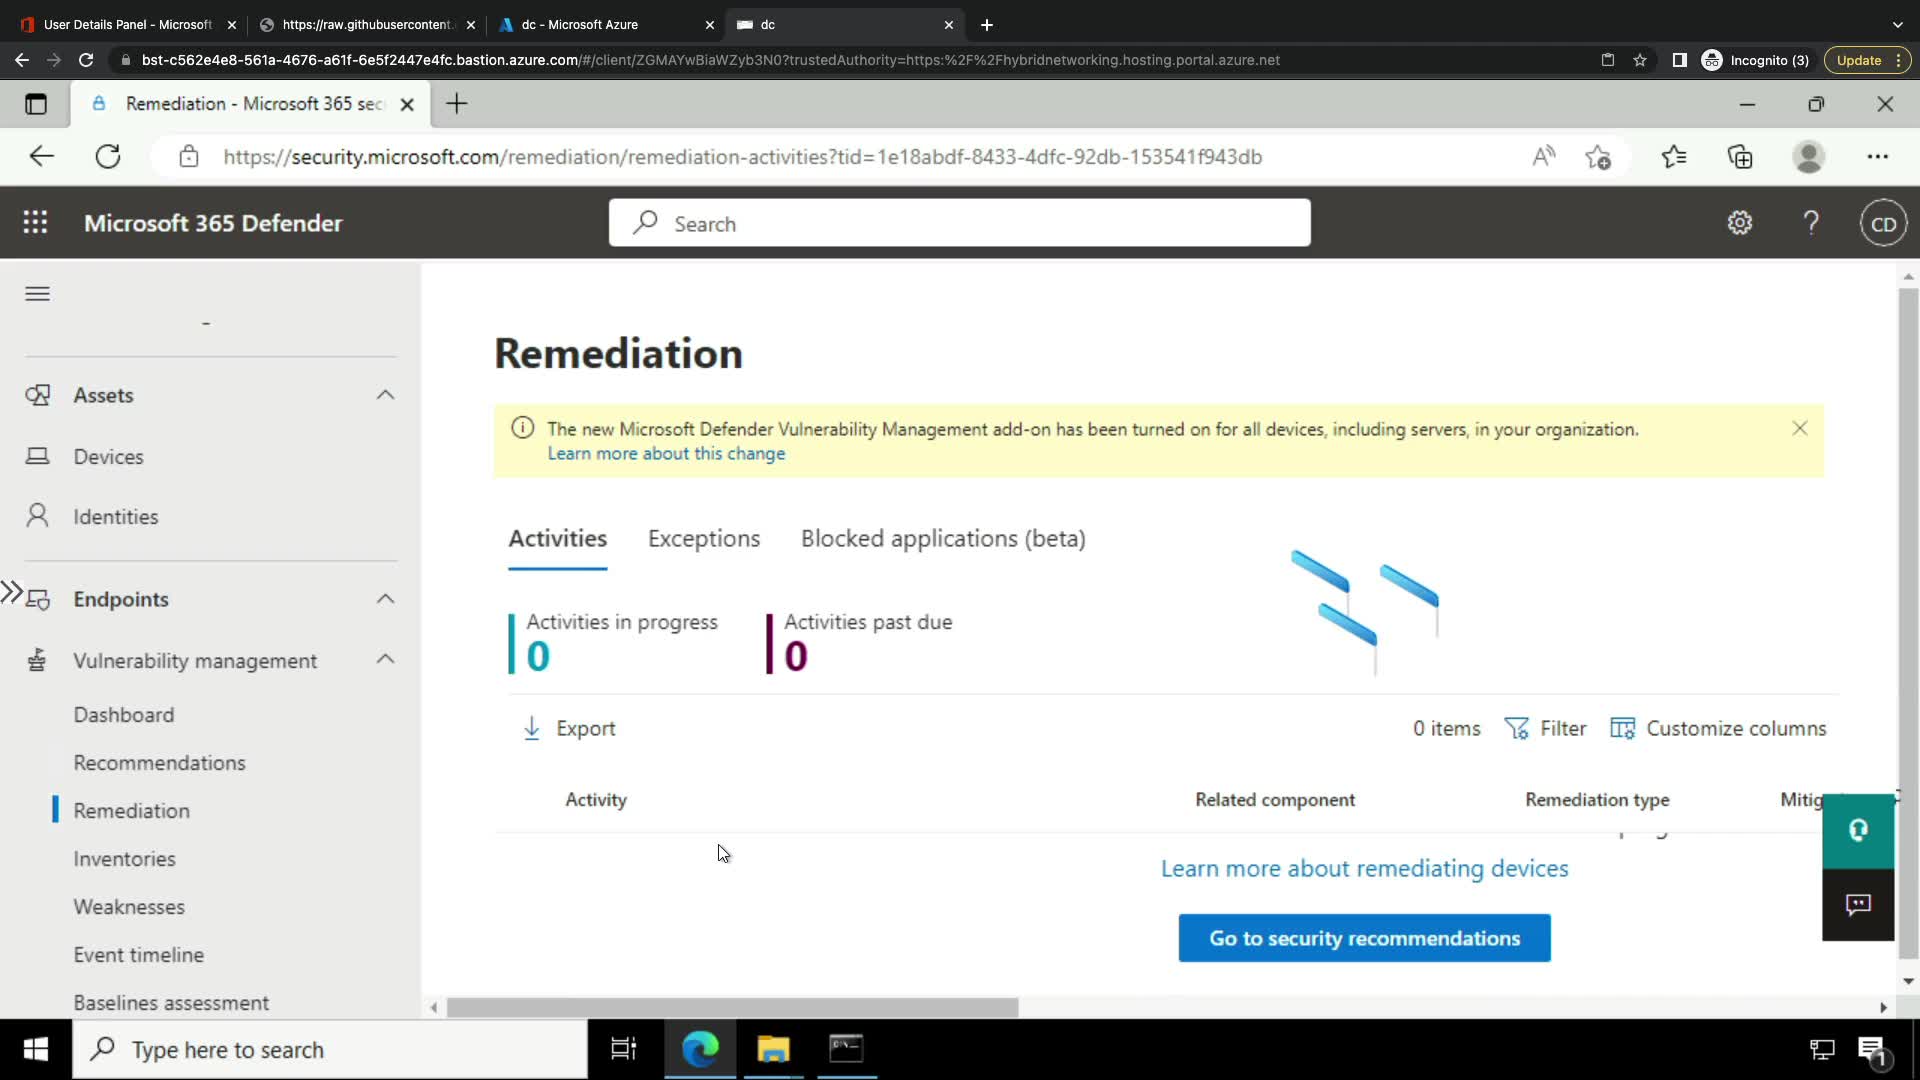 User Details Panel - Microsoft
https://raw.githubusercontent.
dc - Microsoft Azure
dc
bst-c562e4e8-561a-4676-a61f-6e5f2447e4fc.bastion.azure.com/#/client/ZGMAYwBiaWZyb3N0?trustedAuthority=https:%2F%2Fhybridnetworking.hosting.portal.azure.net
Incognito (3)
Update
Remediation - Microsoft 365 sec
https://security.microsoft.com/remediation/remediation-activities?tid=1e18abdf-8433-4dfc-92db-153541f943db
Microsoft 365 Defender
Search
CD
Assets
Devices
Identities
Endpoints
Vulnerability management
Dashboard
Recommendations
Remediation
Inventories
Weaknesses
Event timeline
Baselines assessment
Remediation
The new Microsoft Defender Vulnerability Management add-on has been turned on for all devices, including servers, in your organization.
Learn more about this change
Activities Exceptions Blocked applications (beta)
Activities in progress
0
Activities past due
0
Export
0 items Filter Customize columns
Activity Related component Remediation type Mitig
Learn more about remediating devices
Go to security recommendations
Type here to search
1